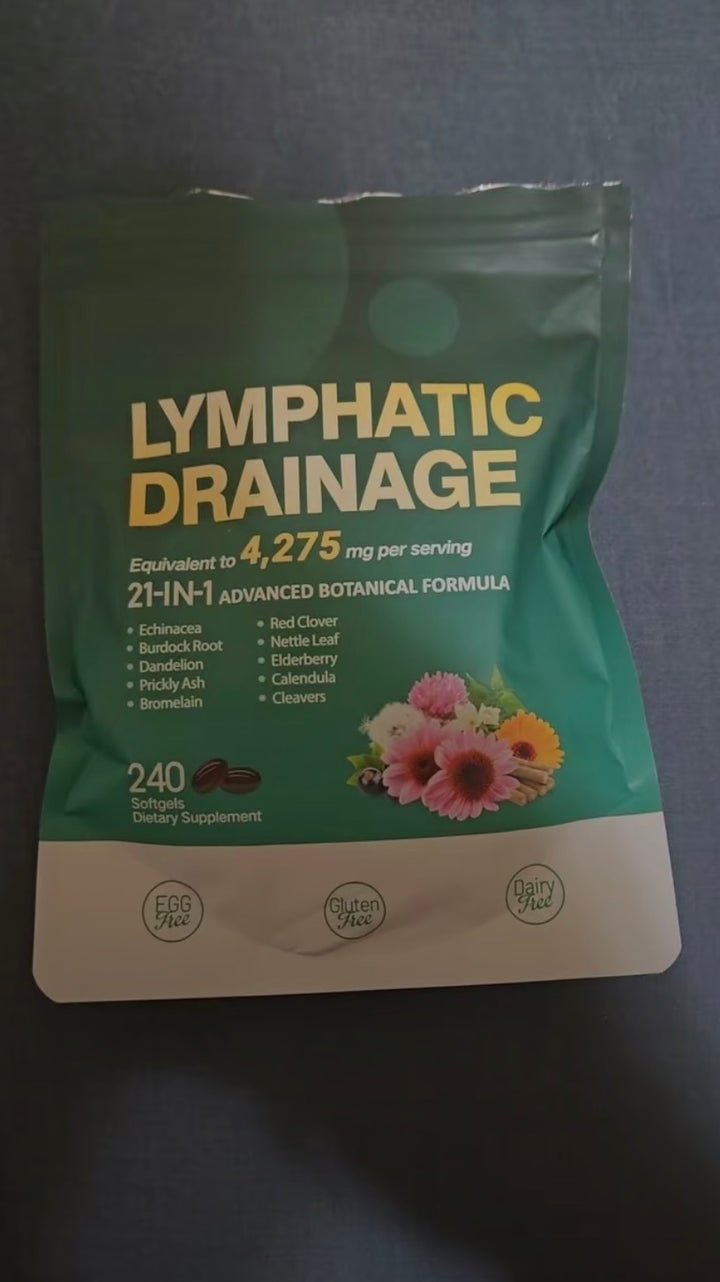 LYMPHATIC
DRAINAGE
Equivalent to 4,275 mg per serving
21-IN-1 ADVANCED BOTANICAL FORMULA
• Echinacea
• Burdock Root
• Dandelion
• Prickly Ash
• Bromelain
• Red Clover
• Nettle Leaf
• Elderberry
• Calendula
• Cleavers
240
Softgels
Dietary Supplement
EGG
Free
Gluten
Free
Dairy
Free